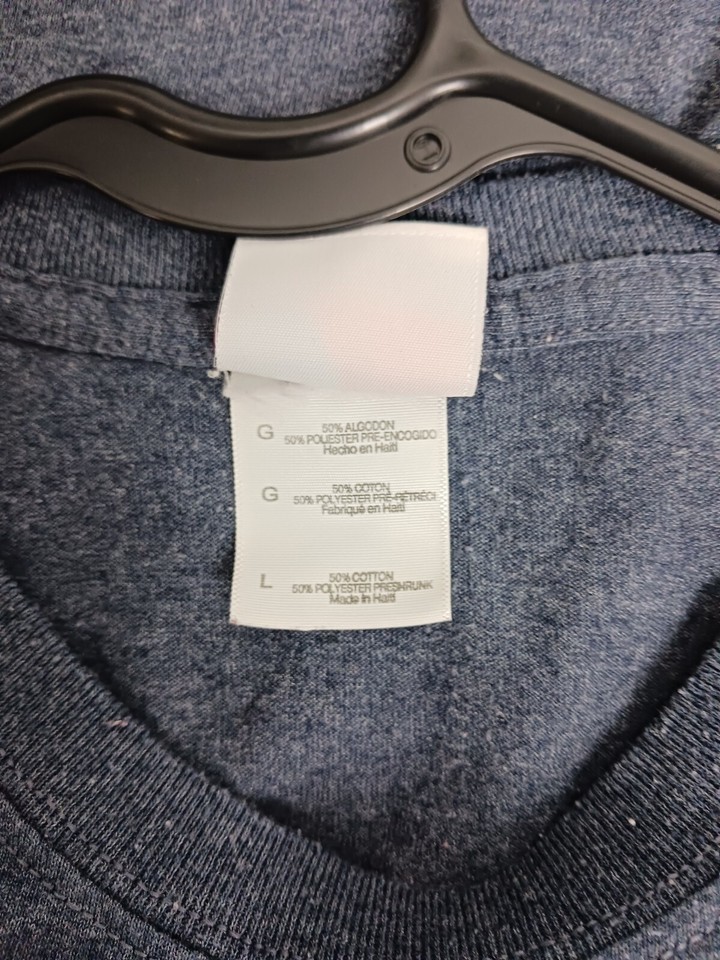 G
50% ALGODON
50% POLIESTER PRE-ENCOGIDO
Hecho en Haití
G
50% COTON
50% POLYESTER PRÉ-RÉTRÉCI
Fabriqué en Haïti
L
50% COTTON
50% POLYESTER PRESHRUNK
Made in Haiti